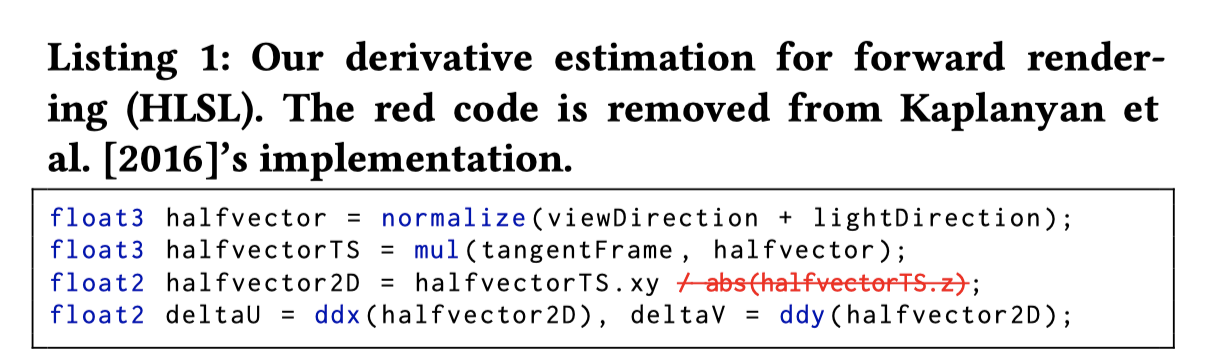 Listing 1: Our derivative estimation for forward render-
ing (HLSL). The red code is removed from Kaplanyan et
al. [2016]’s implementation.
float3 halfvector = normalize(viewDirection + lightDirection);
float3 halfvectorTS = mul(tangentFrame, halfvector);
float2 halfvector2D = halfvectorTS.xy / abs(halfvectorTS.z);
float2 deltaU = ddx(halfvector2D), deltaV = ddy(halfvector2D);